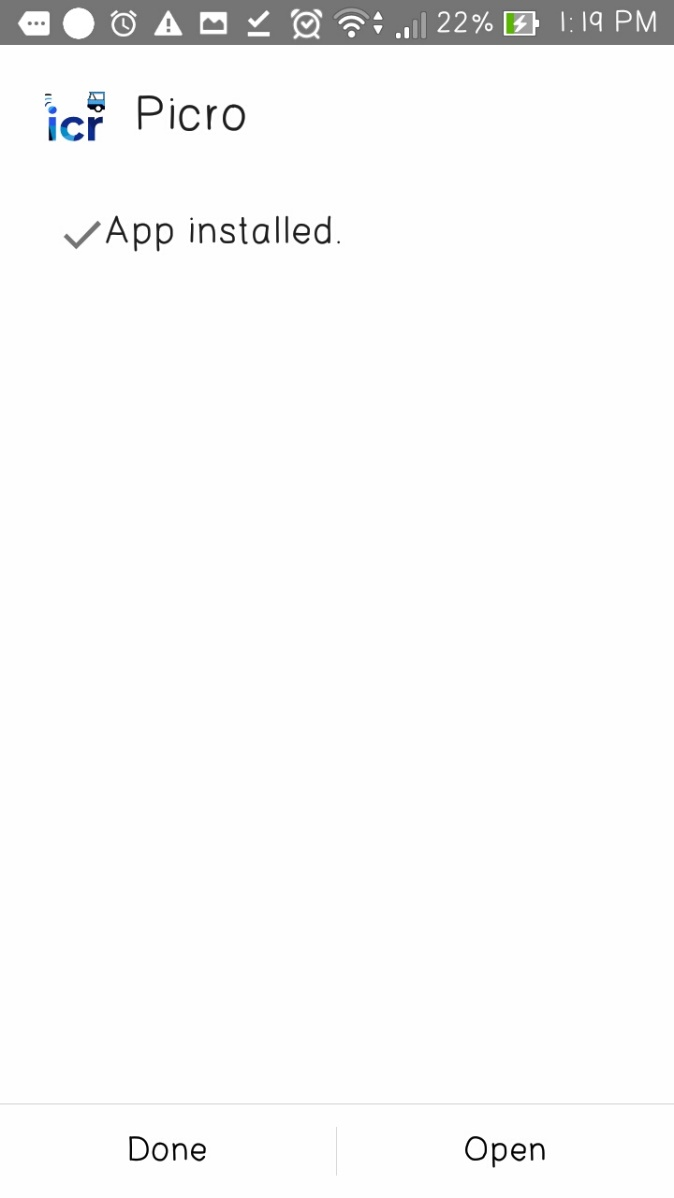 22% 1:19 PM
icr Picro
App installed.
Done Open